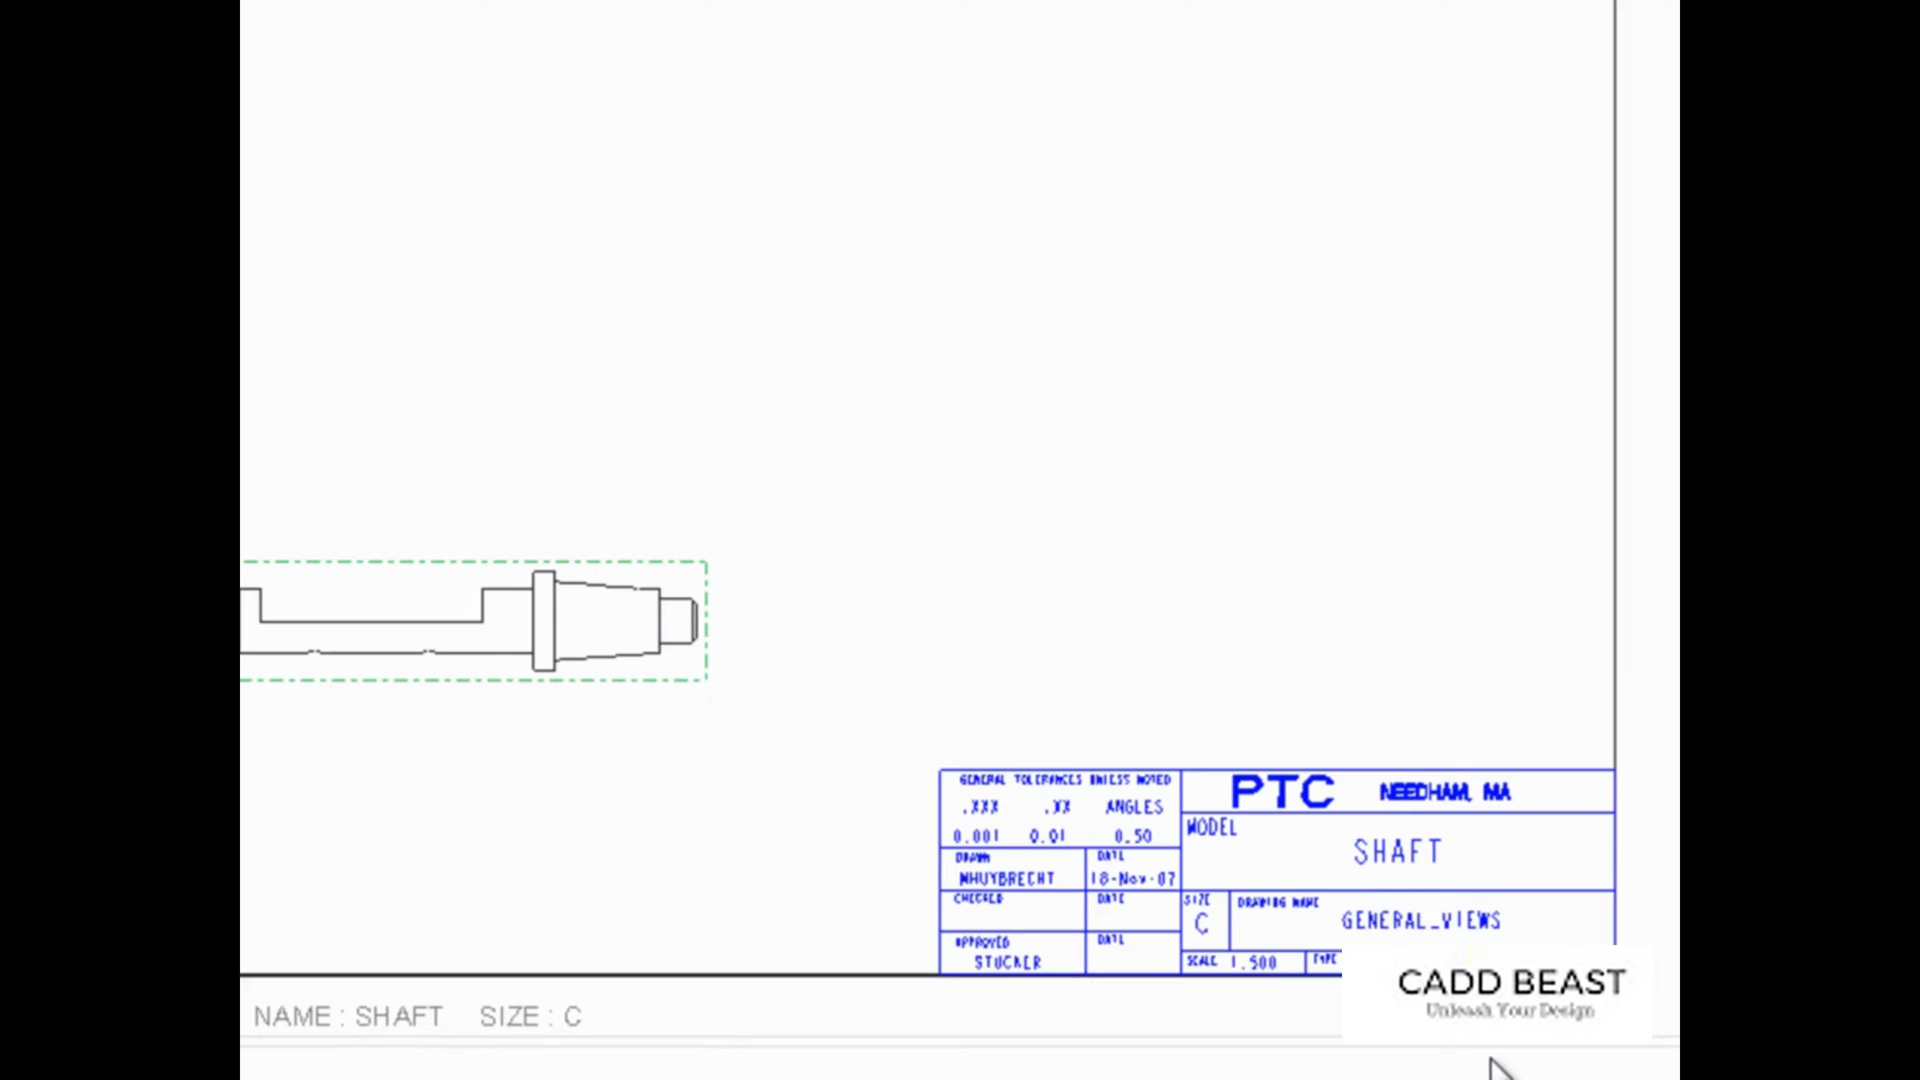 GENERAL TOLERANCES UNLESS NOTED
.XXX .XX ANGLES
0.001 0.01 0.50
DRAWN
DATE
MHUYBRECHT
18-Nov-07
CHECKED
DATE
APPROVED
DATE
STUCKER
PTC NEEDHAM, MA
MODEL
SHAFT
SIZE
C
DRAWING NAME
GENERAL_VIEWS
SCALE 1.500
TYPE
CADD BEAST
Unleash Your Design
NAME : SHAFT SIZE : C